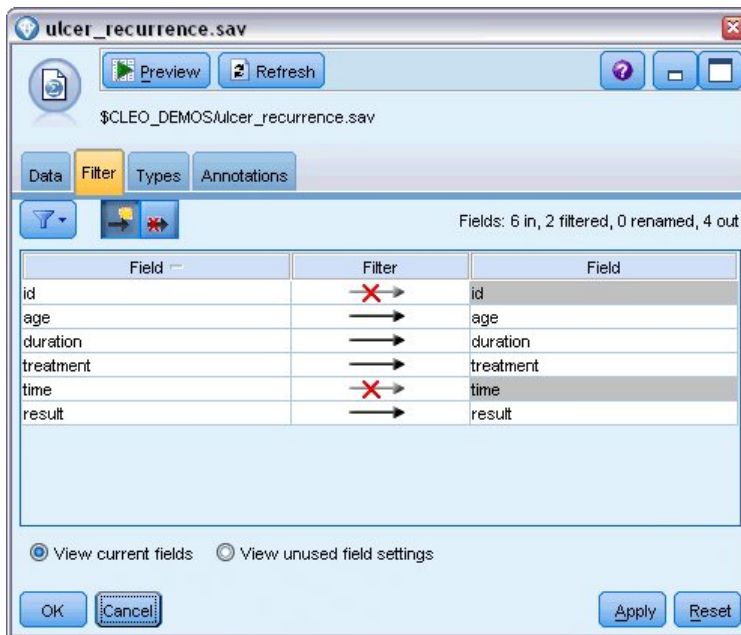 ulcer_recurrence.sav
Preview Refresh
$CLEO_DEMOS/ulcer_recurrence.sav
Data Filter Types Annotations
Fields: 6 in, 2 filtered, 0 renamed, 4 out
Field Filter Field
id id
age age
duration duration
treatment treatment
time time
result result
View current fields View unused field settings
OK Cancel Apply Reset